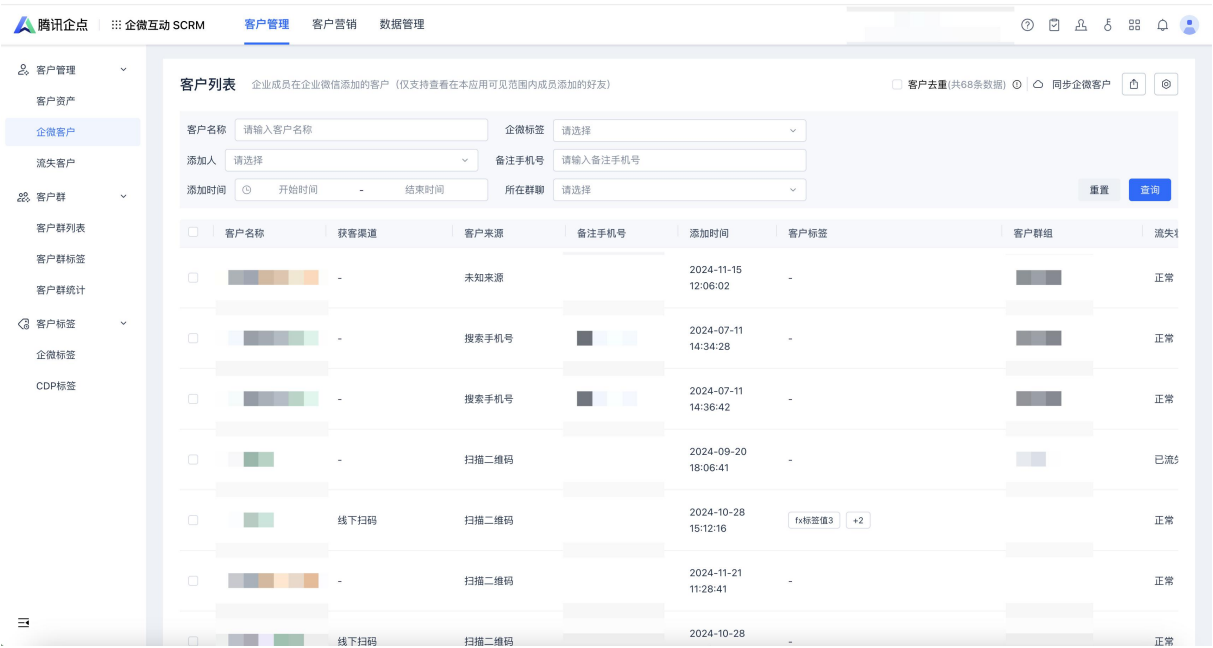 腾讯企点 企微互动 SCRM 客户管理 客户营销 数据管理
客户管理
客户资产
企微客户
流失客户
客户群
客户群列表
客户群标签
客户群统计
客户标签
企微标签
CDP标签
客户列表 企业成员在企业微信添加的客户（仅支持查看在本应用可见范围内成员添加的好友） 客户去重(共68条数据) 同步企微客户
客户名称 请输入客户名称 企微标签 请选择
添加人 请选择 备注手机号 请输入备注手机号
添加时间 开始时间 - 结束时间 所在群聊 请选择 重置 查询
客户名称 获客渠道 客户来源 备注手机号 添加时间 客户标签 客户群组 流失
- 未知来源 2024-11-15 12:06:02 - 正常
- 搜索手机号 2024-07-11 14:34:28 - 正常
- 搜索手机号 2024-07-11 14:36:42 - 正常
- 扫描二维码 2024-09-20 18:06:41 - 已流
线下扫码 扫描二维码 2024-10-28 15:12:16 fx标签值3 +2 正常
- 扫描二维码 2024-11-21 11:28:41 - 正常
线下扫码 扫描二维码 2024-10-28 - 正常